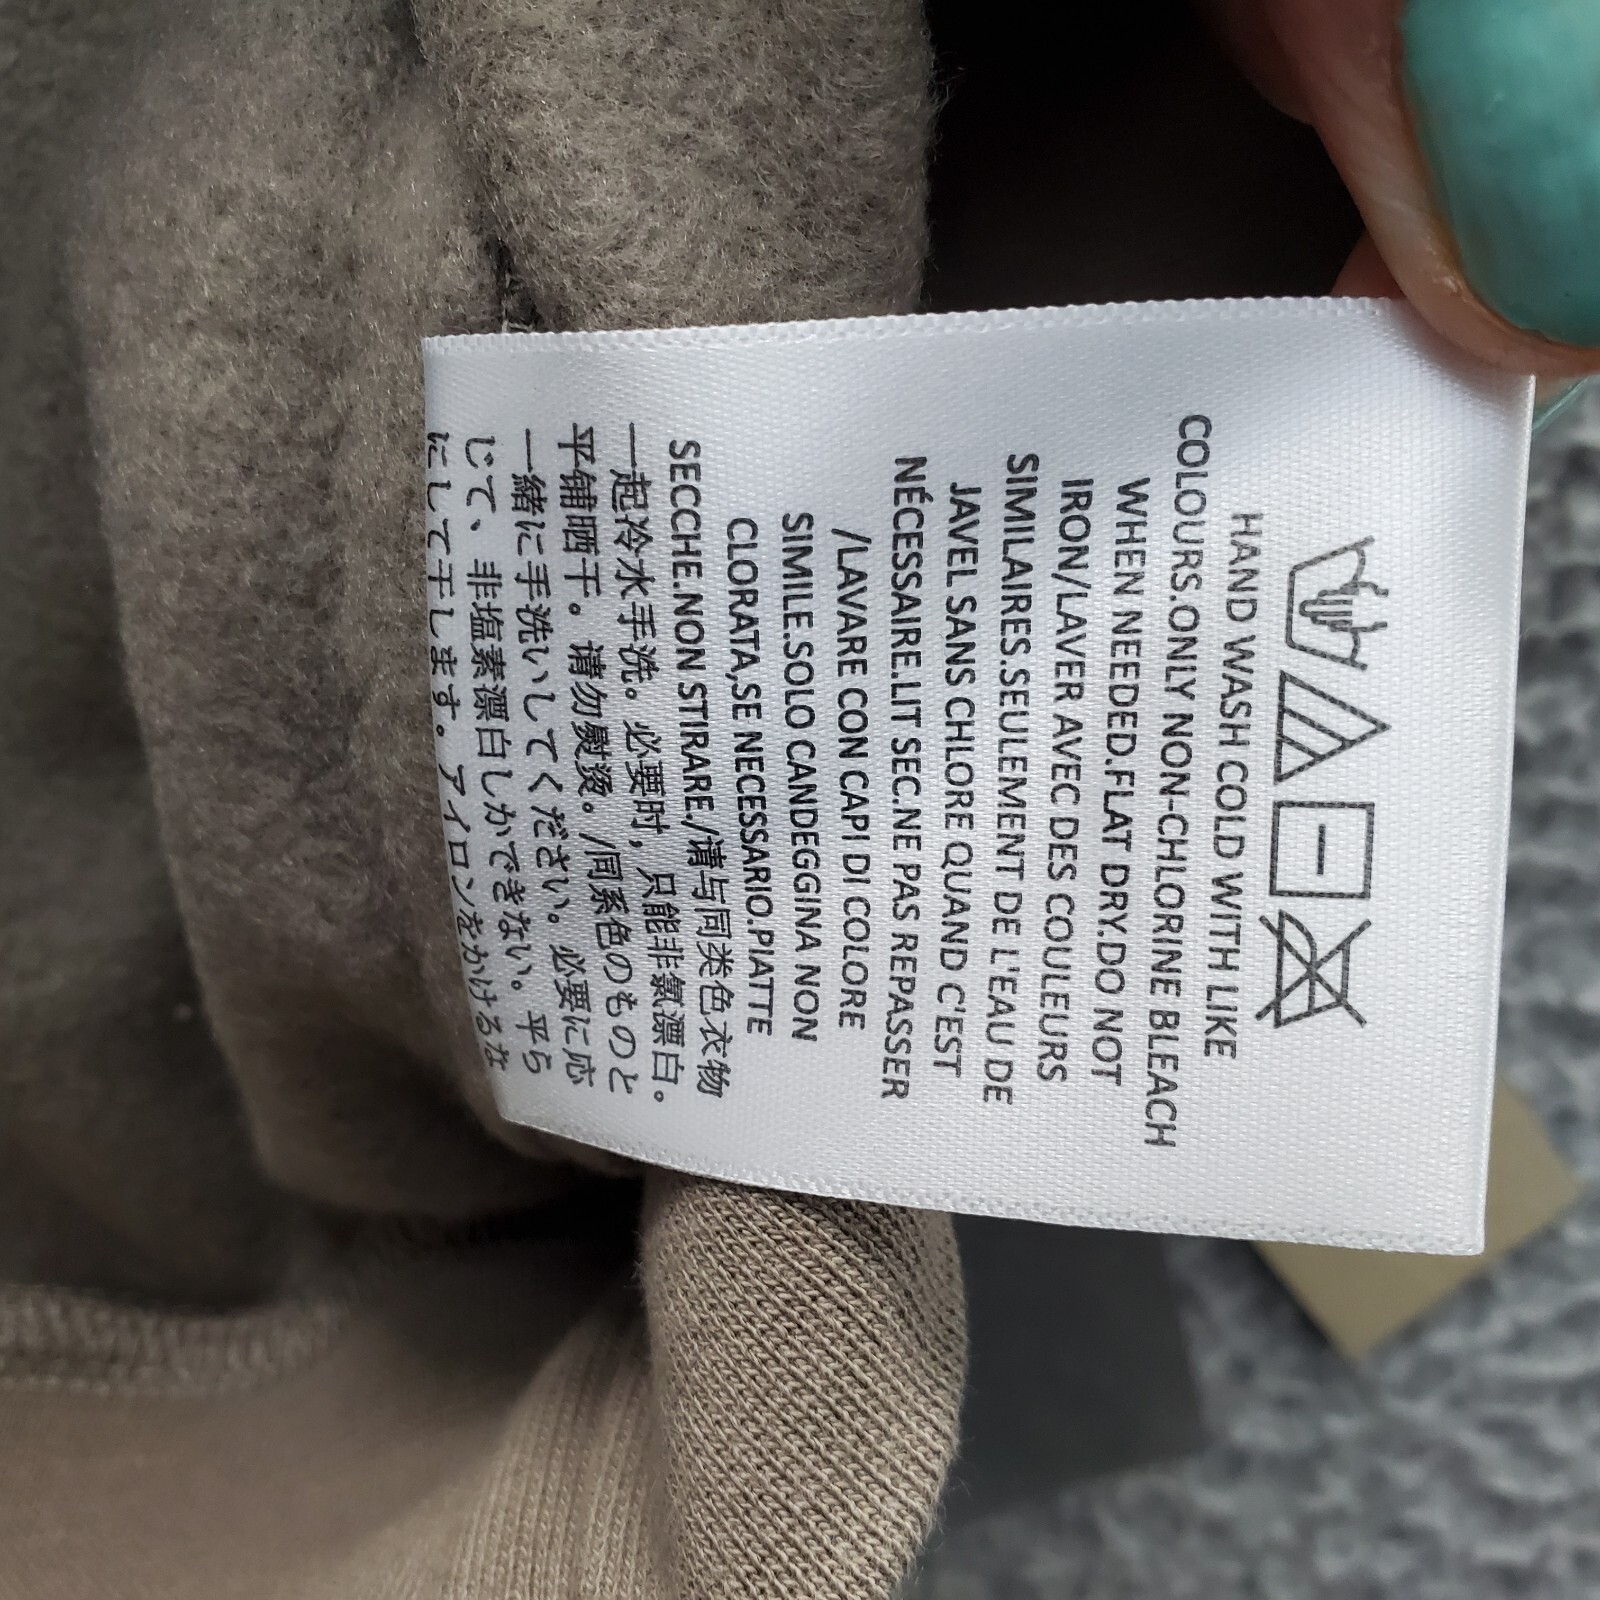 HAND WASH COLD WITH LIKE
COLOURS.ONLY NON-CHLORINE BLEACH
WHEN NEEDED.FLAT DRY.DO NOT
IRON/LAVER AVEC DES COULEURS
SIMILAIRES.SEULEMENT DE L'EAU DE
JAVEL SANS CHLORE QUAND C'EST
NÉCESSAIRE.LIT SEC.NE PAS REPASSER
/LAVARE CON CAPI DI COLORE
SIMILE.SOLO CANDEGGINA NON
CLORATA,SE NECESSARIO.PIATTE
SECCHE.NON STIRARE./请与同类色衣物
一起冷水手洗。必要时，只能非氯漂白。
平铺晒干。请勿熨烫。/同系色のものと
一緒に手洗いしてください。必要に応
じて、非塩素漂白しかできない。平ら
にして干します。アイロンをかけるな